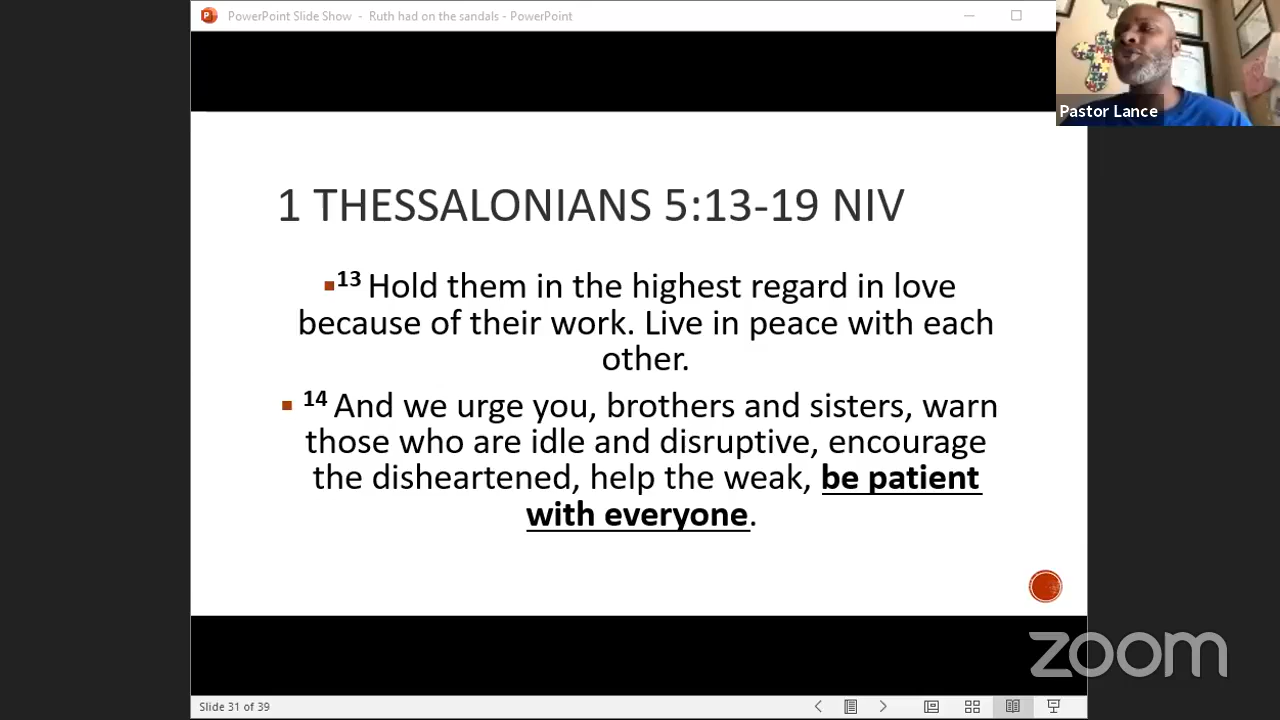 PowerPoint Slide Show - Ruth had on the sandals - PowerPoint
Pastor Lance
1 THESSALONIANS 5:13-19 NIV
13 Hold them in the highest regard in love
because of their work. Live in peace with each
other.
14 And we urge you, brothers and sisters, warn
those who are idle and disruptive, encourage
the disheartened, help the weak, be patient
with everyone.
zoom
Slide 31 of 39